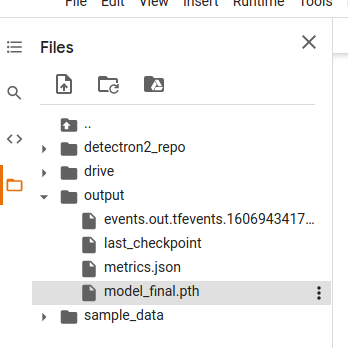 File Edit View Insert Runtime Tools
Files
..
detectron2_repo
drive
output
events.out.tfevents.1606943417...
last_checkpoint
metrics.json
model_final.pth
sample_data